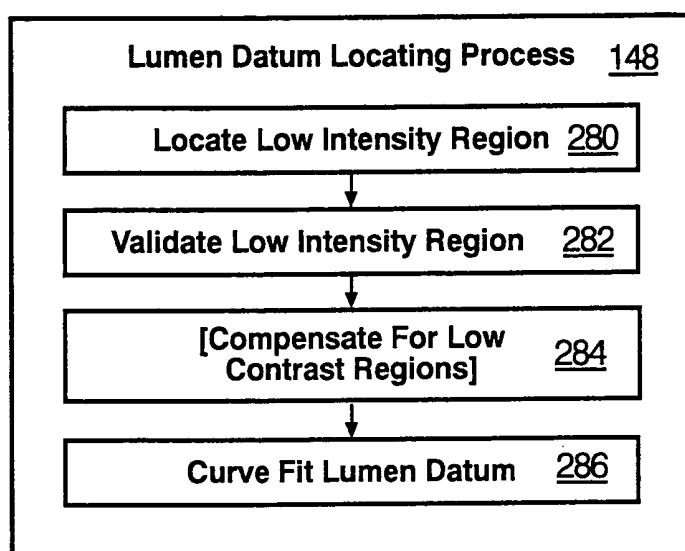 Lumen Datum Locating Process 148
Locate Low Intensity Region 280
Validate Low Intensity Region 282
[Compensate For Low
Contrast Regions] 284
Curve Fit Lumen Datum 286